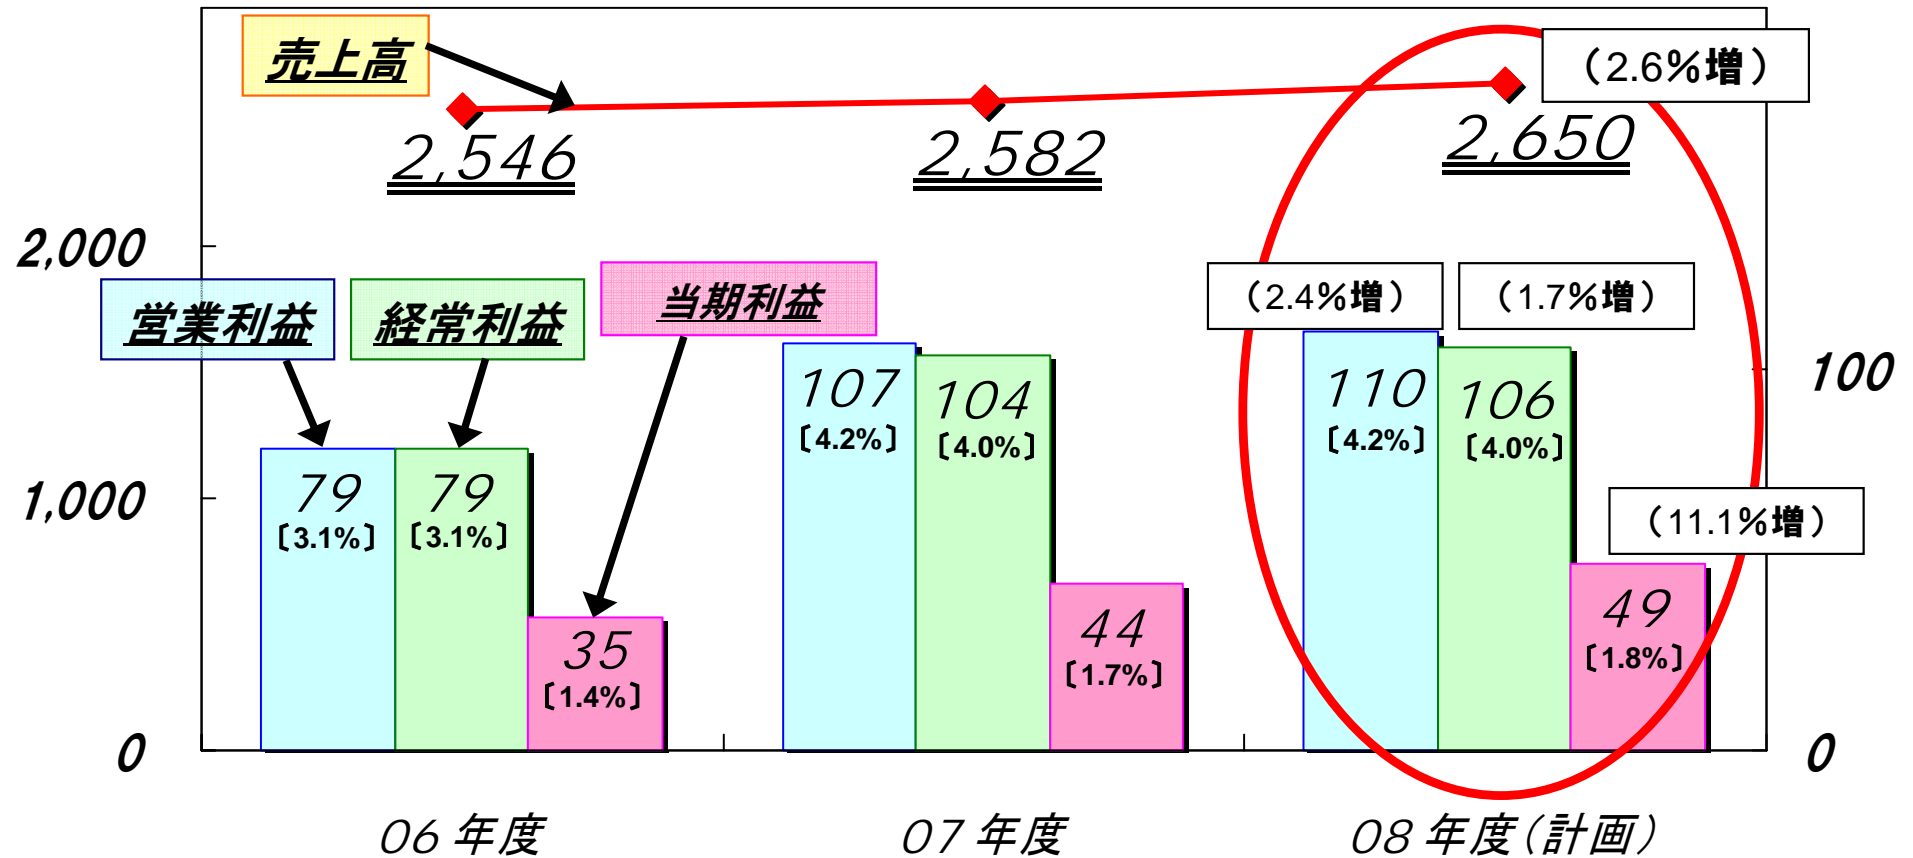 売上高
（2.6％増）
2,546
2,582
2,650
2,000
営業利益
経常利益
当期利益
（2.4％増）
（1.7％増）
100
107
〔4.2%〕
104
〔4.0%〕
110
〔4.2%〕
106
〔4.0%〕
1,000
79
〔3.1%〕
79
〔3.1%〕
（11.1％増）
35
〔1.4%〕
44
〔1.7%〕
49
〔1.8%〕
0
0
06 年度
07 年度
08 年度（計画）